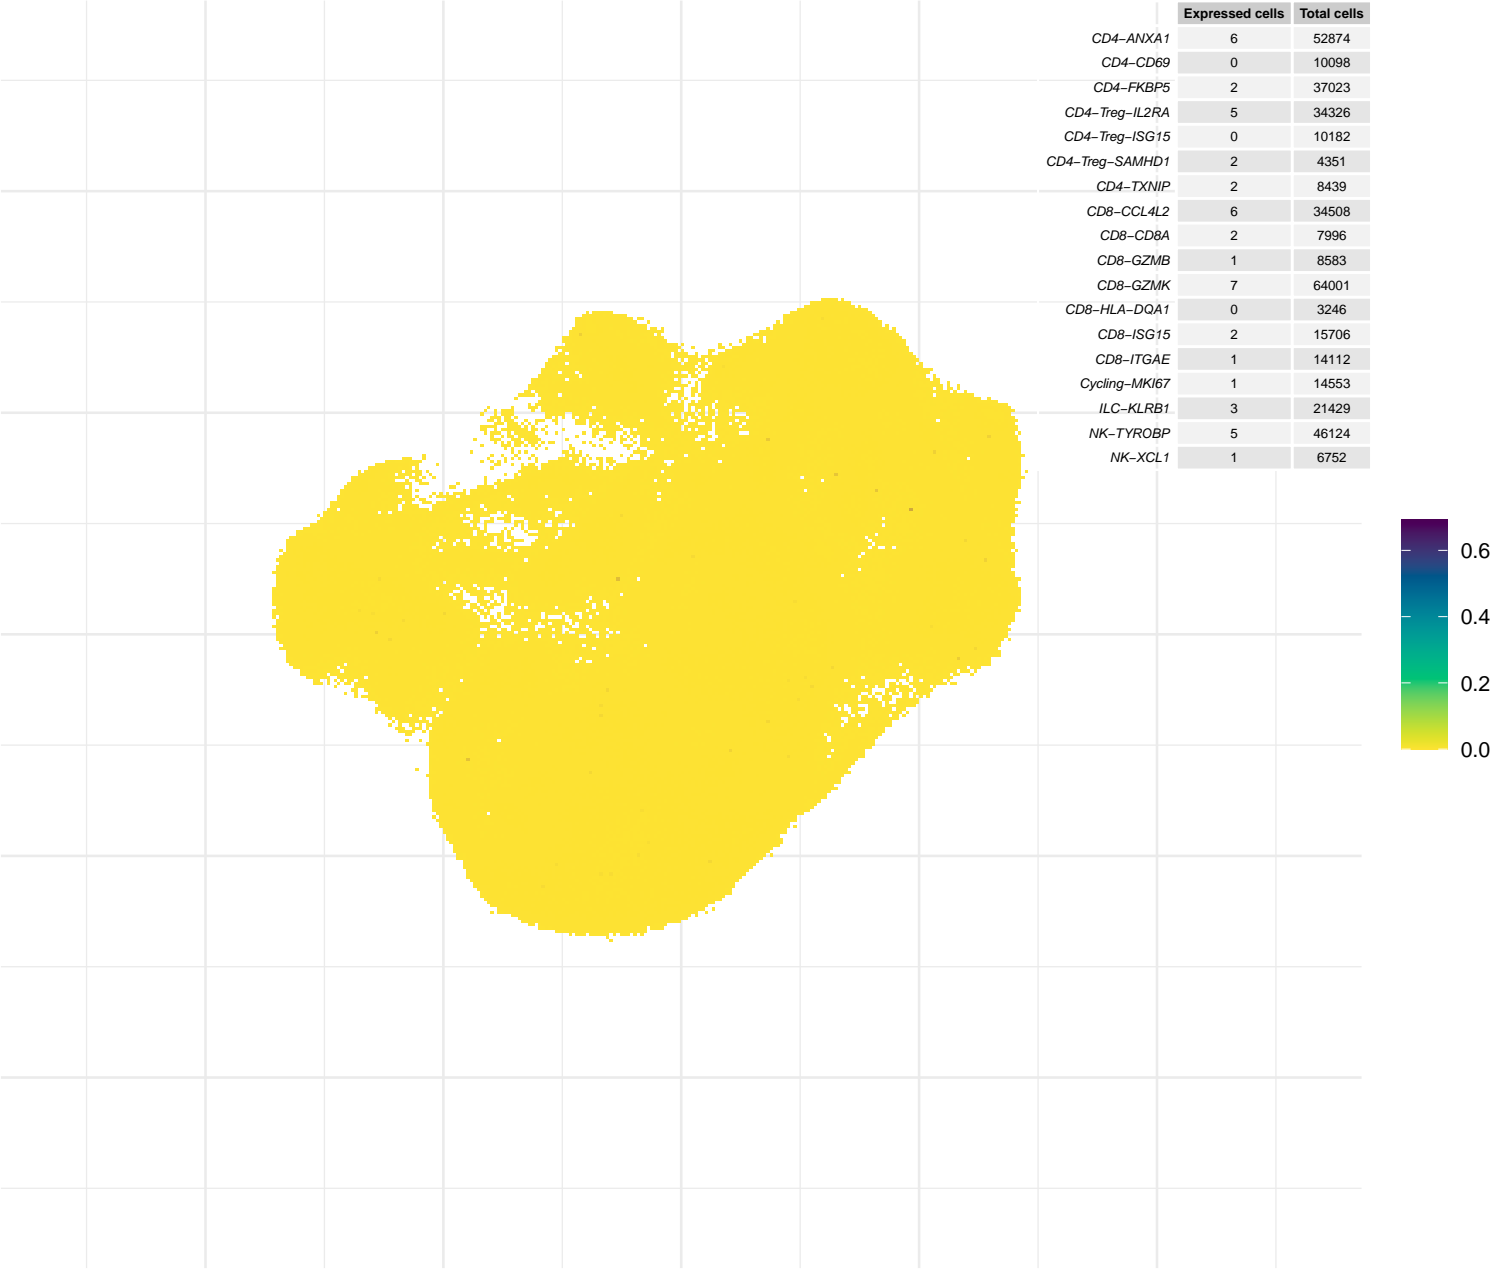 Expressed cells Total cells
CD4−ANXA1 6 52874
CD4−CD69 0 10098
CD4−FKBP5 2 37023
CD4−Treg−IL2RA 5 34326
CD4−Treg−ISG15 0 10182
CD4−Treg−SAMHD1 2 4351
CD4−TXNIP 2 8439
CD8−CCL4L2 6 34508
CD8−CD8A 2 7996
CD8−GZMB 1 8583
CD8−GZMK 7 64001
CD8−HLA−DQA1 0 3246
CD8−ISG15 2 15706
CD8−ITGAE 1 14112
Cycling−MKI67 1 14553
ILC−KLRB1 3 21429
NK−TYROBP 5 46124
NK−XCL1 1 6752
0.6
0.4
0.2
0.0